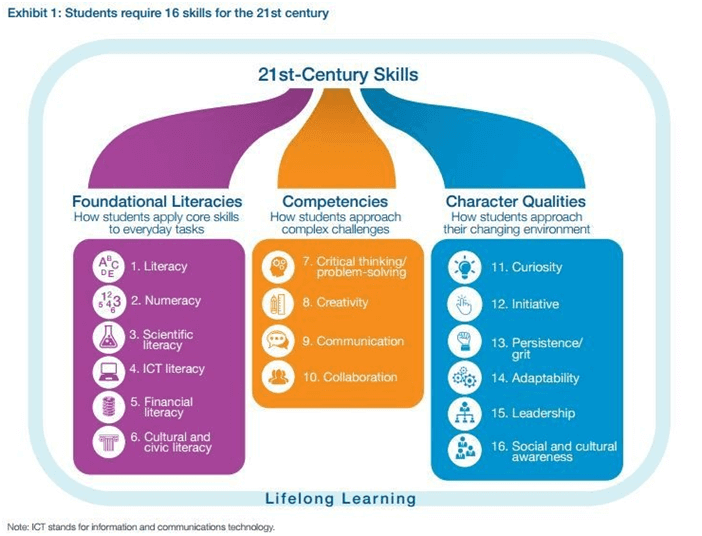 Exhibit 1: Students require 16 skills for the 21st century
21st-Century Skills
Foundational Literacies
How students apply core skills
to everyday tasks
ABC
DE
1. Literacy
123
543
6
2. Numeracy
3. Scientific
literacy
4. ICT literacy
5. Financial
literacy
6. Cultural and
civic literacy
Competencies
How students approach
complex challenges
7. Critical thinking/
problem-solving
8. Creativity
9. Communication
10. Collaboration
Character Qualities
How students approach
their changing environment
11. Curiosity
12. Initiative
13. Persistence/
grit
14. Adaptability
15. Leadership
16. Social and cultural
awareness
Lifelong Learning
Note: ICT stands for information and communications technology.